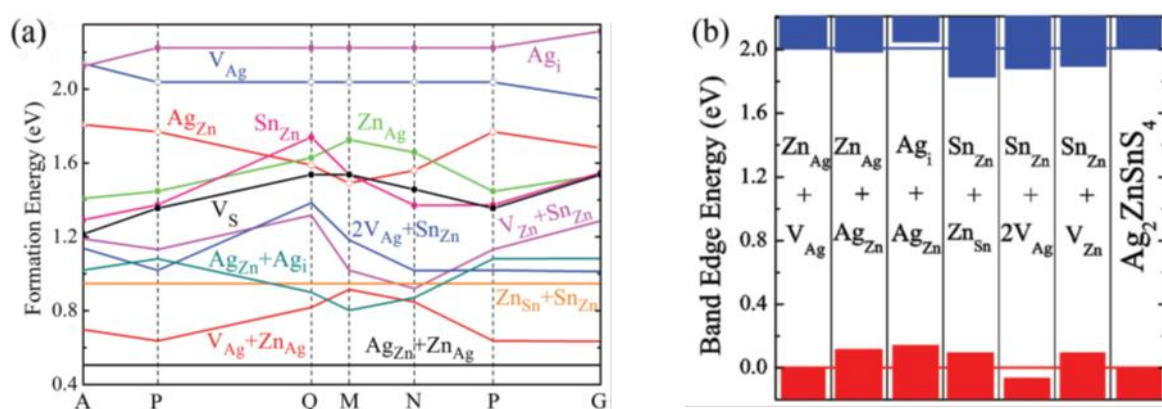 (a)
Formation Energy (eV)
2.0
1.6
1.2
0.8
0.4
A P Q M N P G
V_Ag
Ag_i
Ag_Zn
Sn_Zn
Zn_Ag
V_S
2V_Ag+Sn_Zn
V_Zn+Sn_Zn
Ag_Zn+Ag_i
Zn_Sn+Sn_Zn
V_Ag+Zn_Ag
Ag_Zn+Zn_Ag
(b)
Band Edge Energy (eV)
2.0
1.6
1.2
0.8
0.4
0.0
Zn_Ag
+
V_Ag
Zn_Ag
+
Ag_Zn
Ag_i
+
Ag_Zn
Sn_Zn
+
Zn_Sn
Sn_Zn
+
2V_Ag
Sn_Zn
+
V_Zn
Ag_2ZnSnS_4